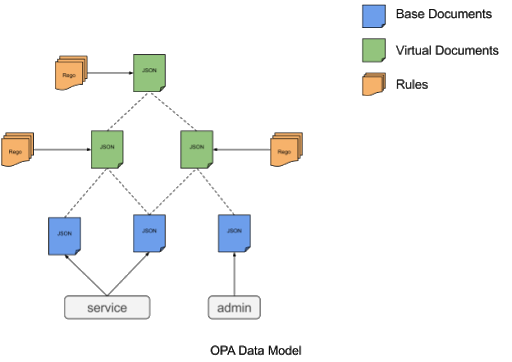 Base Documents
Virtual Documents
Rules
Rego
JSON
Rego
JSON
JSON
Rego
JSON
JSON
JSON
service
admin
OPA Data Model